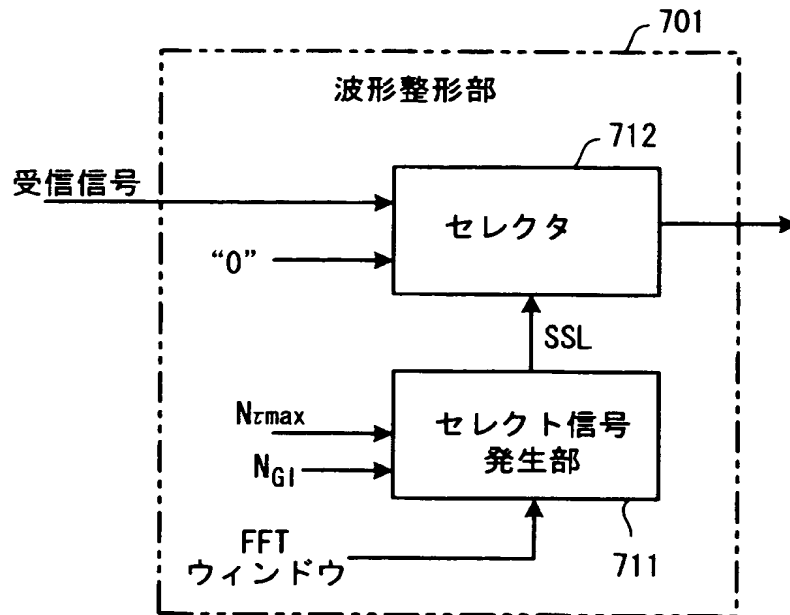 701
波形整形部
712
受信信号
セレクタ
“0”
SSL
Nτmax
セレクト信号
発生部
NGI
FFT
ウィンドウ
711